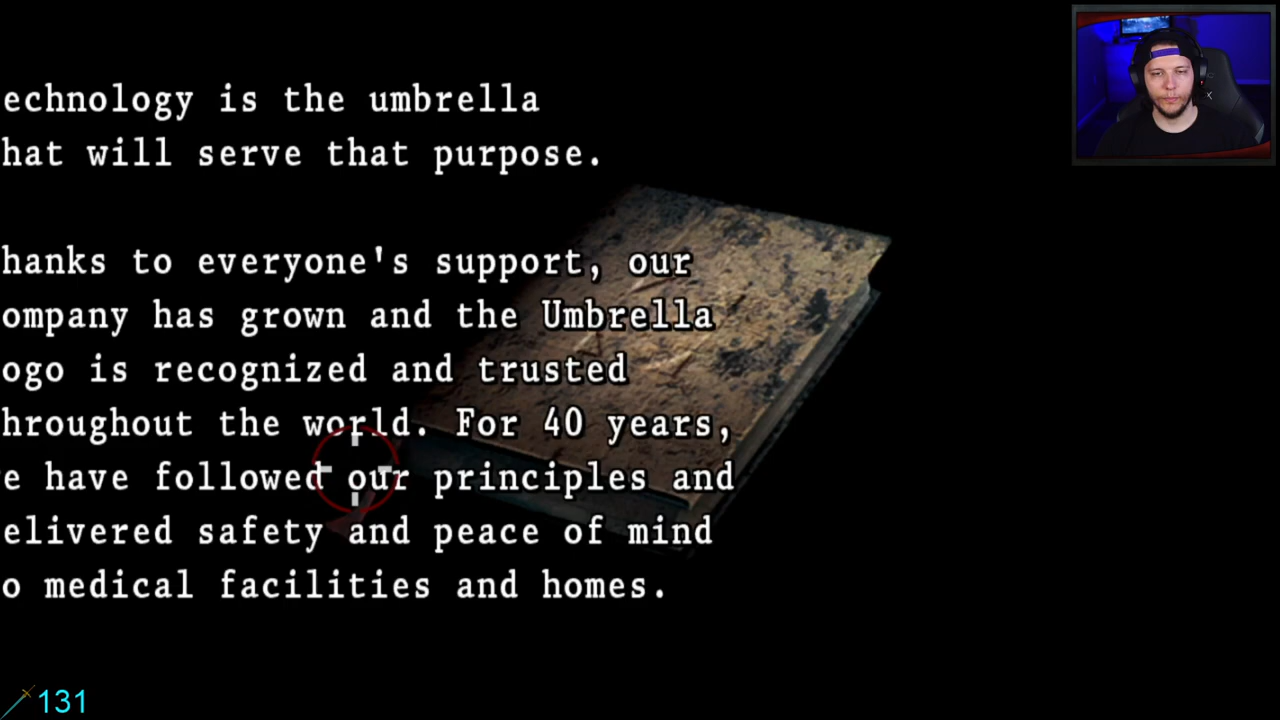 echnology is the umbrella
hat will serve that purpose.
hanks to everyone's support, our
ompany has grown and the Umbrella
ogo is recognized and trusted
hroughout the world. For 40 years,
e have followed our principles and
elivered safety and peace of mind
o medical facilities and homes.
131